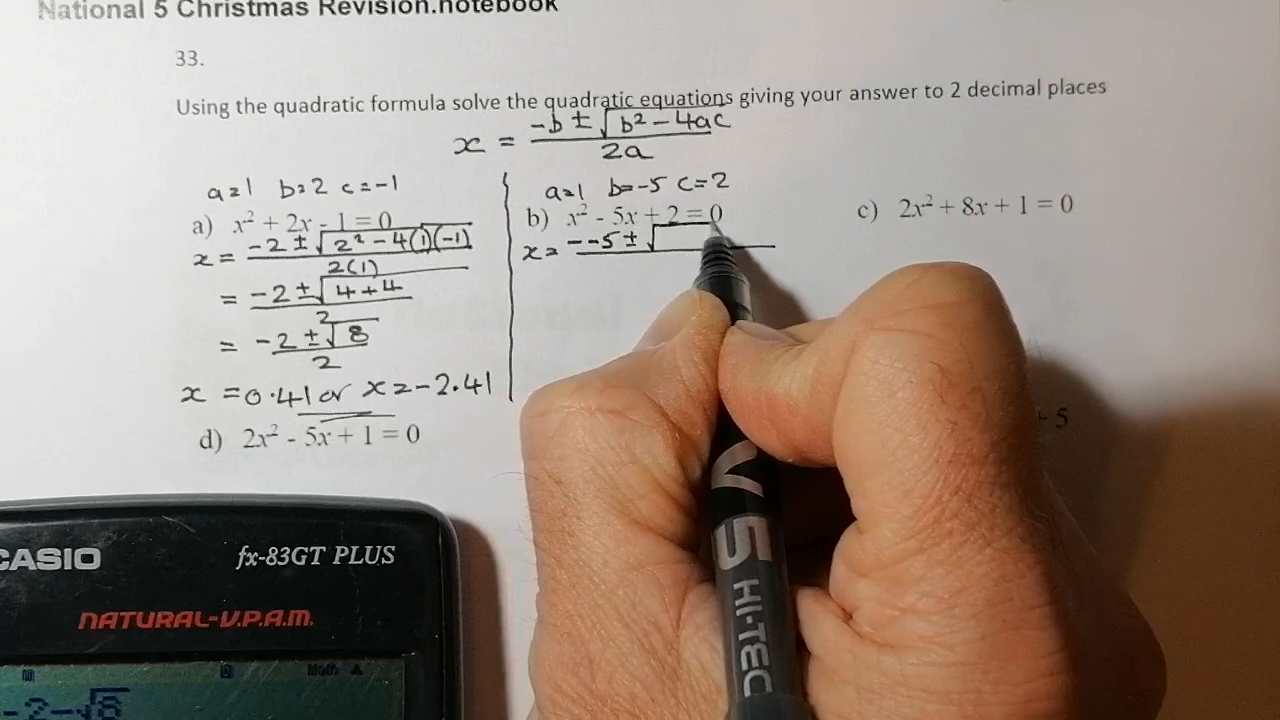 National 5 Christmas Revision.notebook
33.
Using the quadratic formula solve the quadratic equations giving your answer to 2 decimal places
x = (-b ± √(b² - 4ac))/2a
a=1 b=2 c=-1
a) x² + 2x - 1 = 0
x = (-2 ± √(2² - 4(1)(-1)))/2(1)
= (-2 ± √(4+4))/2
= (-2 ± √8)/2
x = 0.41 or x = -2.41
a=1 b=-5 c=2
b) x² - 5x + 2 = 0
x = --5 ± √
c) 2x² + 8x + 1 = 0
d) 2x² - 5x + 1 = 0
+ 5
CASIO fx-83GT PLUS
NATURAL-V.P.A.M.
Math ▲
-2-√8
V5 HI-TEC